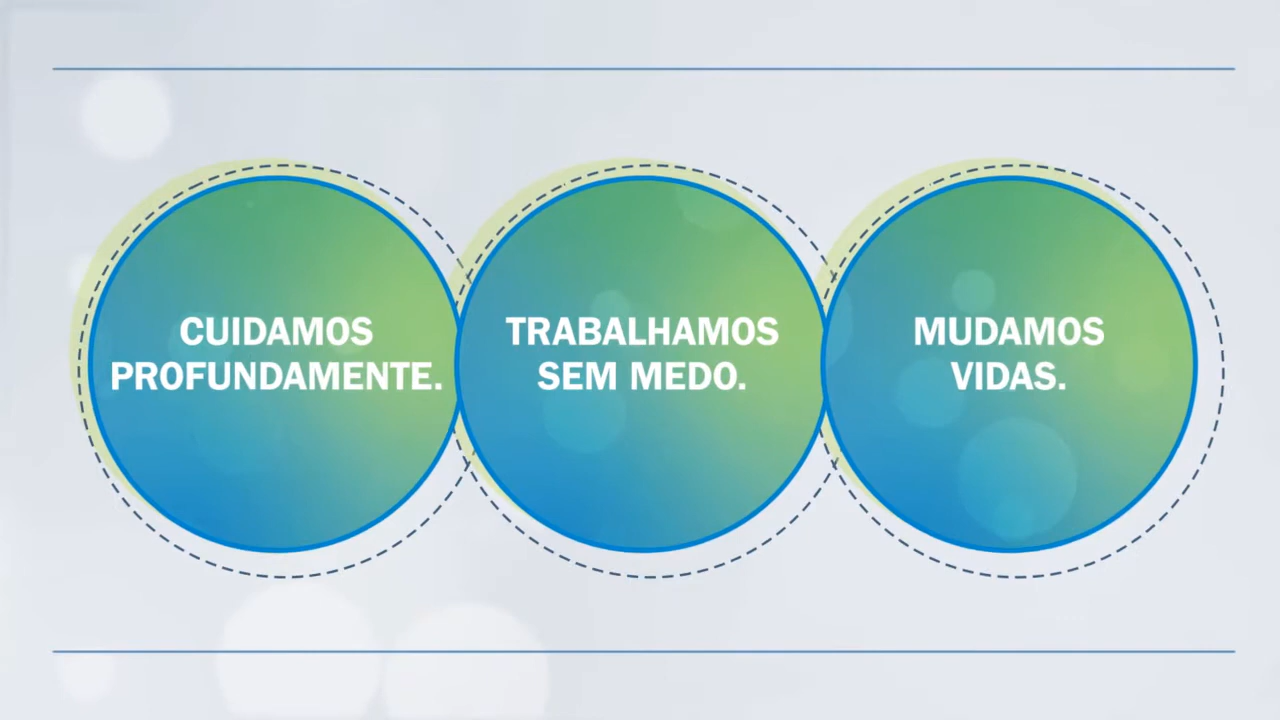 CUIDAMOS
PROFUNDAMENTE.
TRABALHAMOS
SEM MEDO.
MUDAMOS
VIDAS.